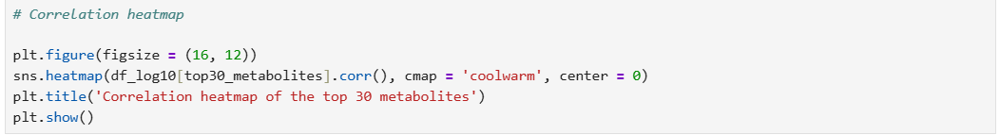 # Correlation heatmap
plt.figure(figsize = (16, 12))
sns.heatmap(df_log10[top30_metabolites].corr(), cmap = 'coolwarm', center = 0)
plt.title('Correlation heatmap of the top 30 metabolites')
plt.show()